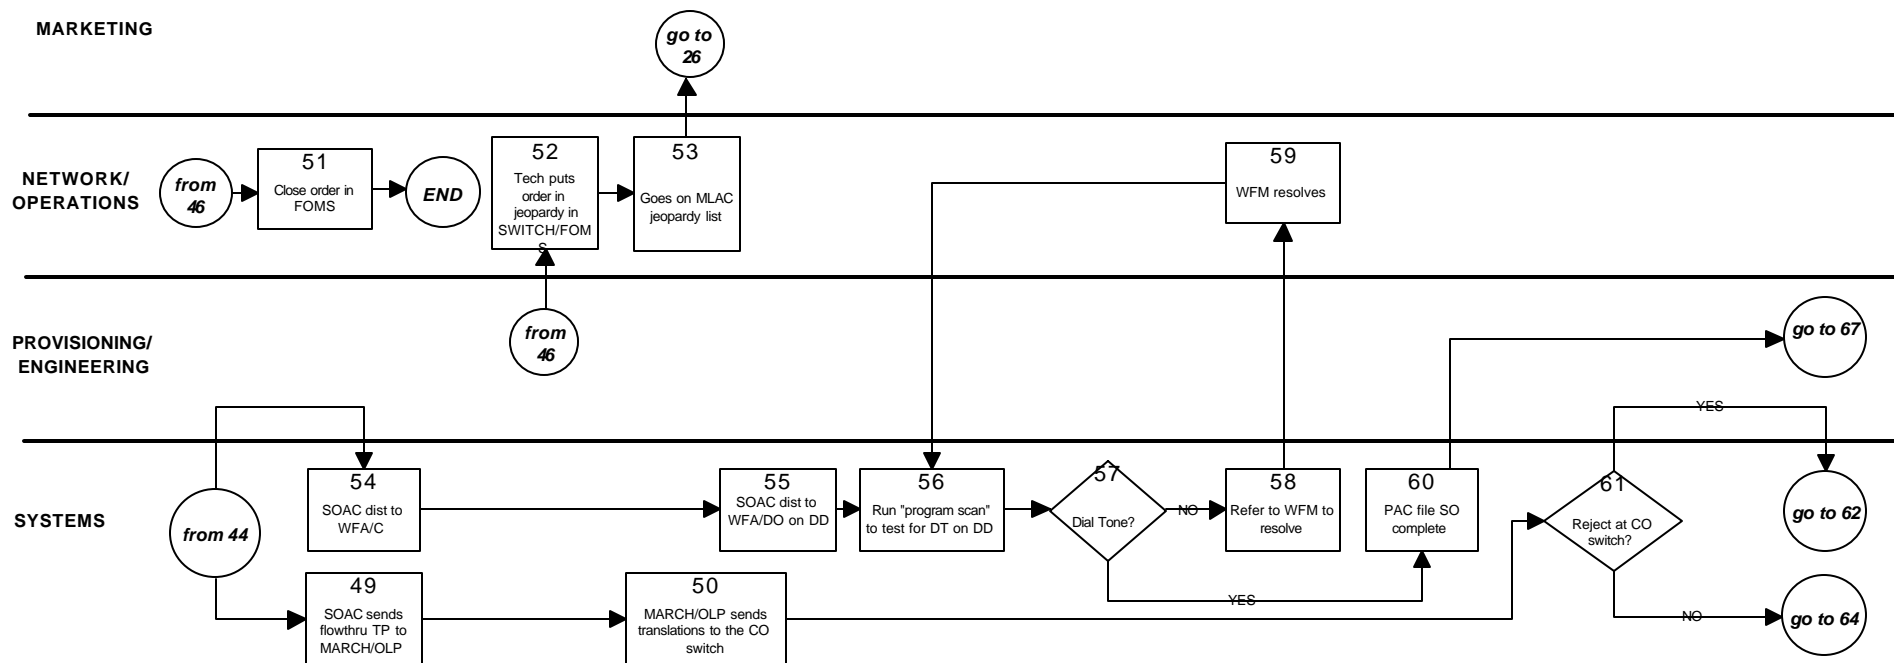 MARKETING
go to
26
NETWORK/
OPERATIONS
from
46
51
Close order in
FOMS
END
52
Tech puts
order in
jeopardy in
SWITCH/FOM
S
53
Goes on MLAC
jeopardy list
59
WFM resolves
PROVISIONING/
ENGINEERING
from
46
go to 67
YES
SYSTEMS
from 44
54
SOAC dist to
WFA/C
55
SOAC dist to
WFA/DO on DD
56
Run "program scan"
to test for DT on DD
57
Dial Tone?
NO
58
Refer to WFM to
resolve
60
PAC file SO
complete
61
Reject at CO
switch?
go to 62
49
SOAC sends
flowthru TP to
MARCH/OLP
50
MARCH/OLP sends
translations to the CO
switch
YES
NO
go to 64